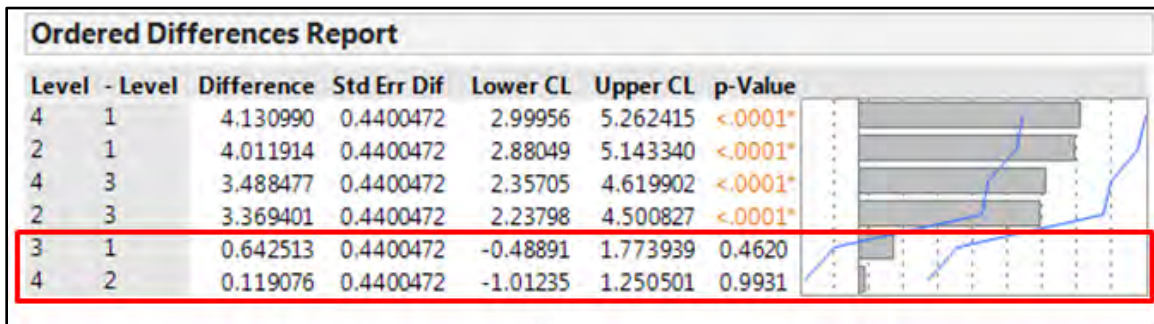 Ordered Differences Report
Level - Level Difference Std Err Dif Lower CL Upper CL p-Value
4 1 4.130990 0.4400472 2.99956 5.262415 <.0001*
2 1 4.011914 0.4400472 2.88049 5.143340 <.0001*
4 3 3.488477 0.4400472 2.35705 4.619902 <.0001*
2 3 3.369401 0.4400472 2.23798 4.500827 <.0001*
3 1 0.642513 0.4400472 -0.48891 1.773939 0.4620
4 2 0.119076 0.4400472 -1.01235 1.250501 0.9931